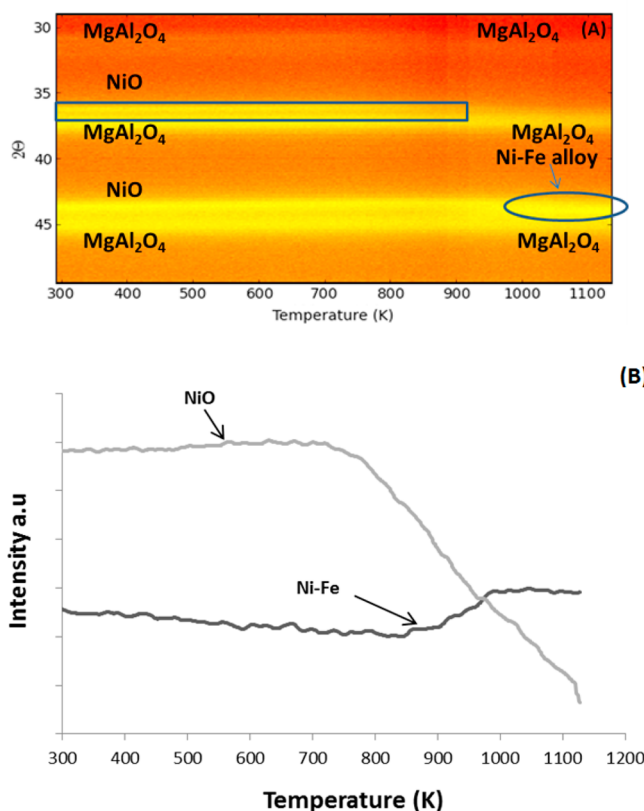 30
MgAl2O4
MgAl2O4
(A)
NiO
35
MgAl2O4
MgAl2O4
2Θ
40
Ni-Fe alloy
NiO
45
MgAl2O4
MgAl2O4
300 400 500 600 700 800 900 1000 1100
Temperature (K)
(B)
NiO
Intensity a.u
Ni-Fe
300 400 500 600 700 800 900 1000 1100 1200
Temperature (K)